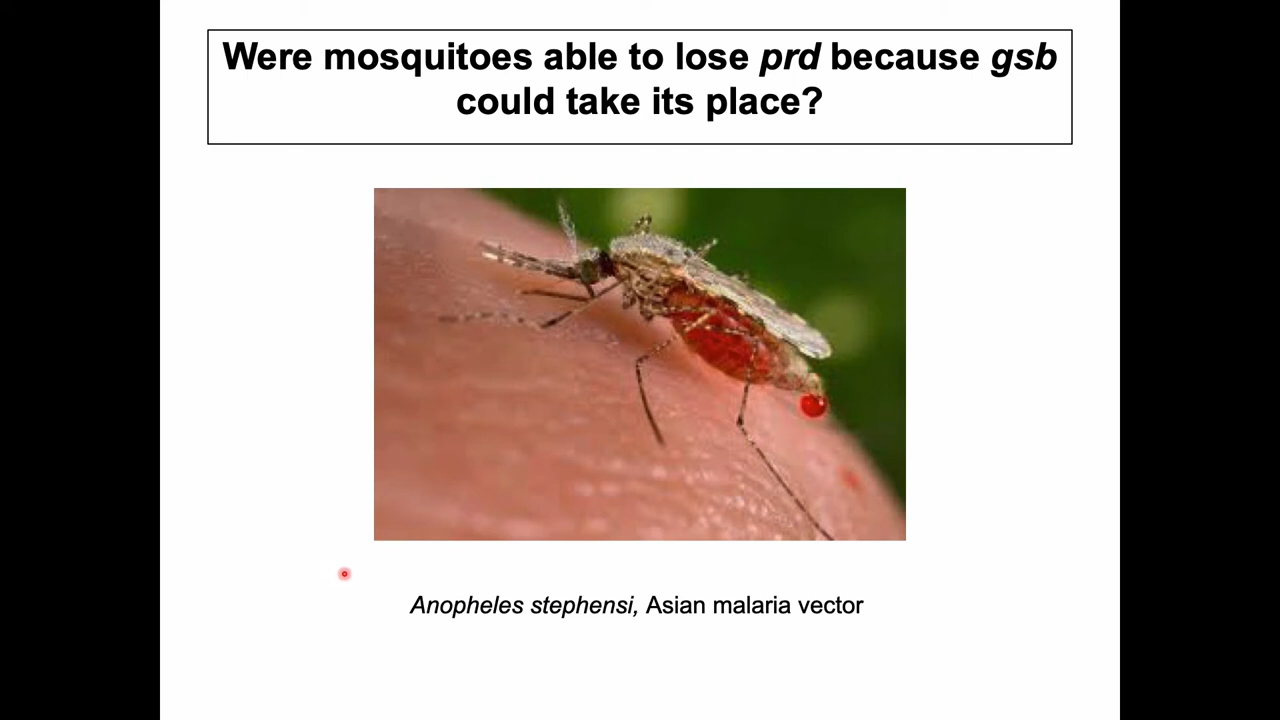 Were mosquitoes able to lose prd because gsb
could take its place?
Anopheles stephensi, Asian malaria vector